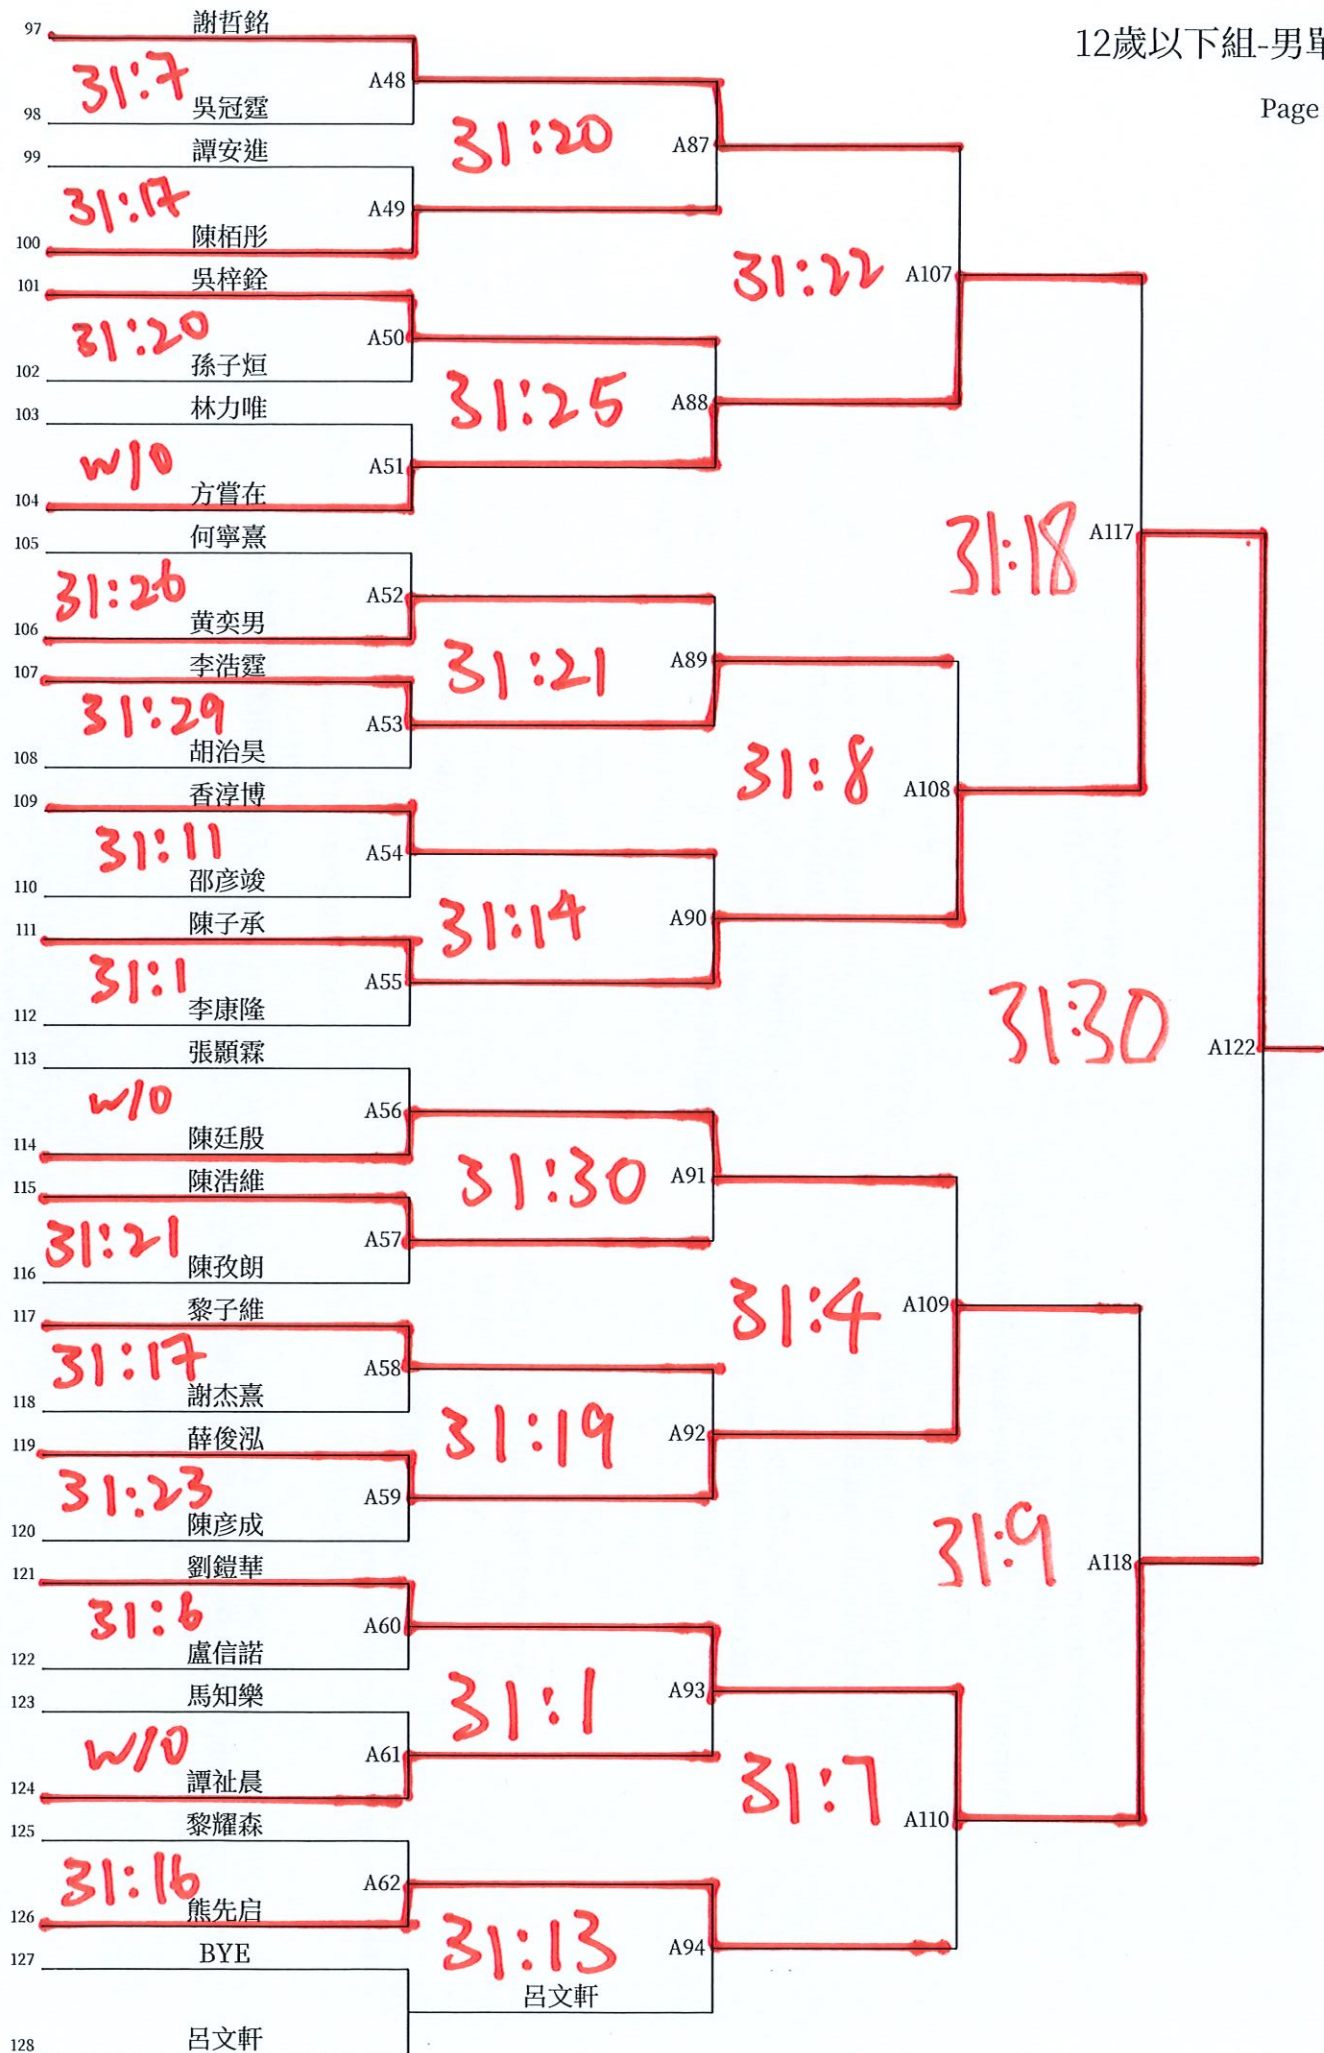 12歲以下組-男單
Page
97 謝哲銘
31:7 A48
98 吳冠霆
31:20 A87
99 譚安進
31:17 A49
100 陳栢彤
31:22 A107
101 吳梓銓
31:20 A50
102 孫子烜
31:25 A88
103 林力唯
W/O A51
104 方嘗在
31:18 A117
105 何寧熹
31:26 A52
106 黄奕男
31:21 A89
107 李浩霆
31:29 A53
108 胡治昊
31:8 A108
109 香淳博
31:11 A54
110 邵彦竣
31:14 A90
111 陳子承
31:1 A55
112 李康隆
31:30 A122
113 張顥霖
W/O A56
114 陳廷殷
31:30 A91
115 陳浩維
31:21 A57
116 陳孜朗
31:4 A109
117 黎子維
31:17 A58
118 謝杰熹
31:19 A92
119 薛俊泓
31:23 A59
120 陳彦成
31:9 A118
121 劉鎧華
31:6 A60
122 盧信諾
31:1 A93
123 馬知樂
W/O A61
124 譚祉晨
31:7 A110
125 黎耀森
31:16 A62
126 熊先启
31:13 A94
127 BYE
呂文軒
128 呂文軒